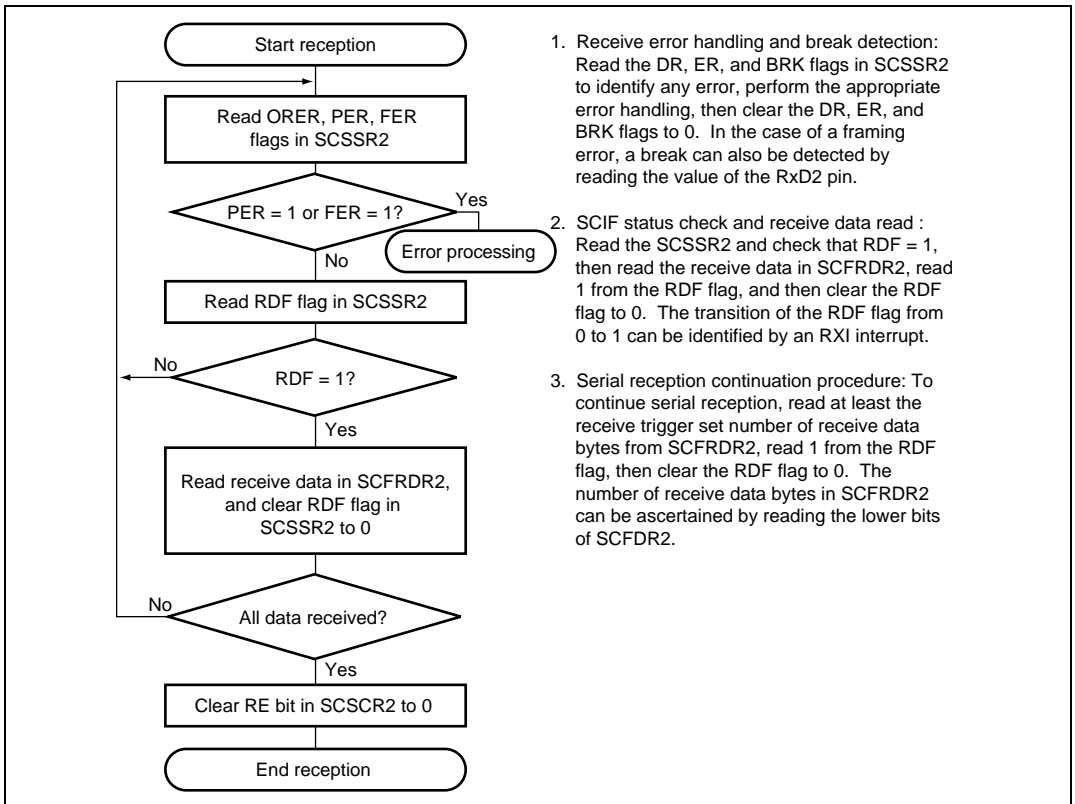 Start reception
Read ORER, PER, FER
flags in SCSSR2
PER = 1 or FER = 1?
Yes
Error processing
No
Read RDF flag in SCSSR2
No
RDF = 1?
Yes
Read receive data in SCFRDR2,
and clear RDF flag in
SCSSR2 to 0
No
All data received?
Yes
Clear RE bit in SCSCR2 to 0
End reception
1. Receive error handling and break detection:
Read the DR, ER, and BRK flags in SCSSR2
to identify any error, perform the appropriate
error handling, then clear the DR, ER, and
BRK flags to 0. In the case of a framing
error, a break can also be detected by
reading the value of the RxD2 pin.
2. SCIF status check and receive data read :
Read the SCSSR2 and check that RDF = 1,
then read the receive data in SCFRDR2, read
1 from the RDF flag, and then clear the RDF
flag to 0. The transition of the RDF flag from
0 to 1 can be identified by an RXI interrupt.
3. Serial reception continuation procedure: To
continue serial reception, read at least the
receive trigger set number of receive data
bytes from SCFRDR2, read 1 from the RDF
flag, then clear the RDF flag to 0. The
number of receive data bytes in SCFRDR2
can be ascertained by reading the lower bits
of SCFDR2.